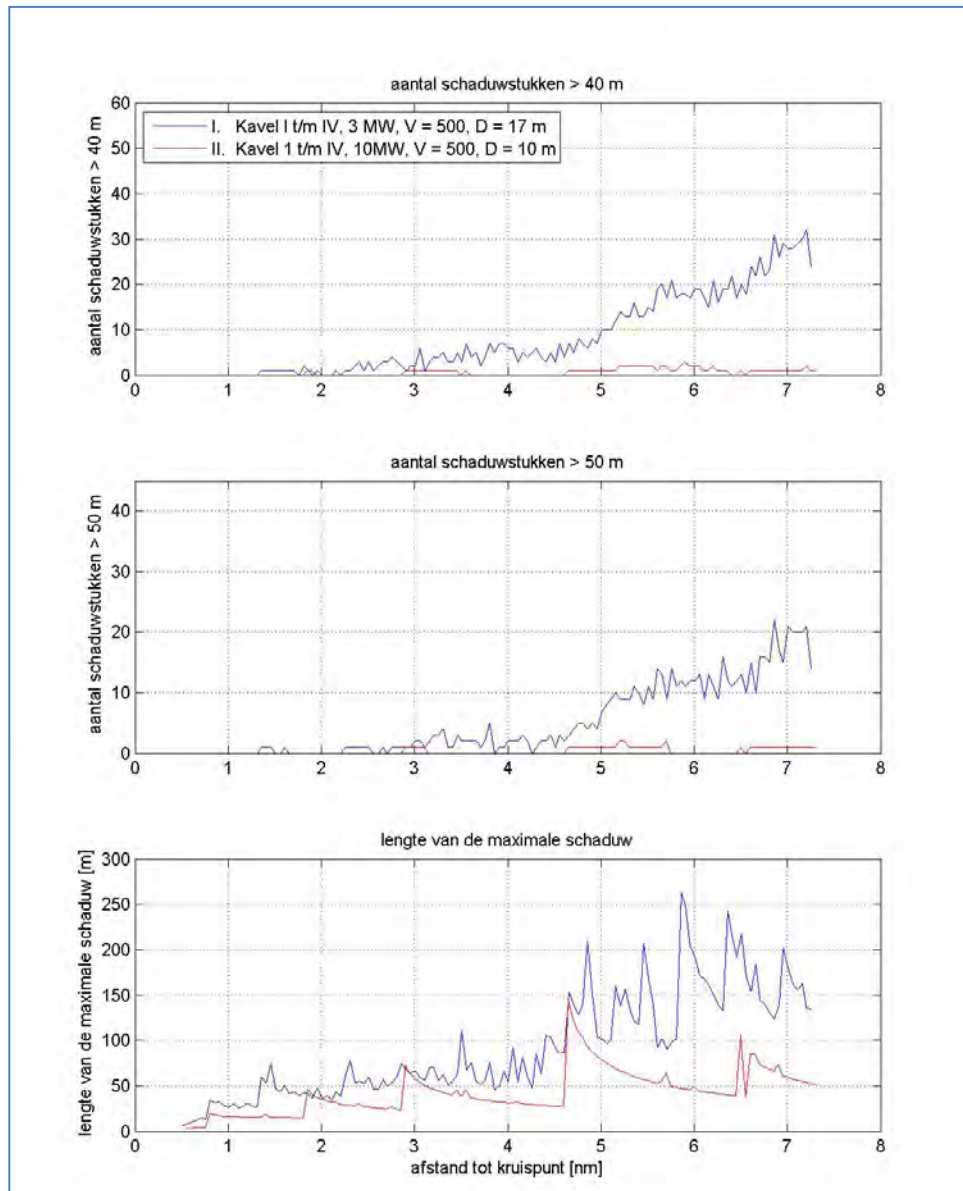 aantal schaduwstukken > 40 m
aantal schaduwstukken > 40 m
60
50
40
30
20
10
0
I. Kavel I t/m IV, 3 MW, V = 500, D = 17 m
II. Kavel 1 t/m IV, 10MW, V = 500, D = 10 m
0 1 2 3 4 5 6 7 8
aantal schaduwstukken > 50 m
aantal schaduwstukken > 50 m
40
30
20
10
0
0 1 2 3 4 5 6 7 8
lengte van de maximale schaduw
lengte van de maximale schaduw [m]
300
250
200
150
100
50
0
0 1 2 3 4 5 6 7 8
afstand tot kruispunt [nm]